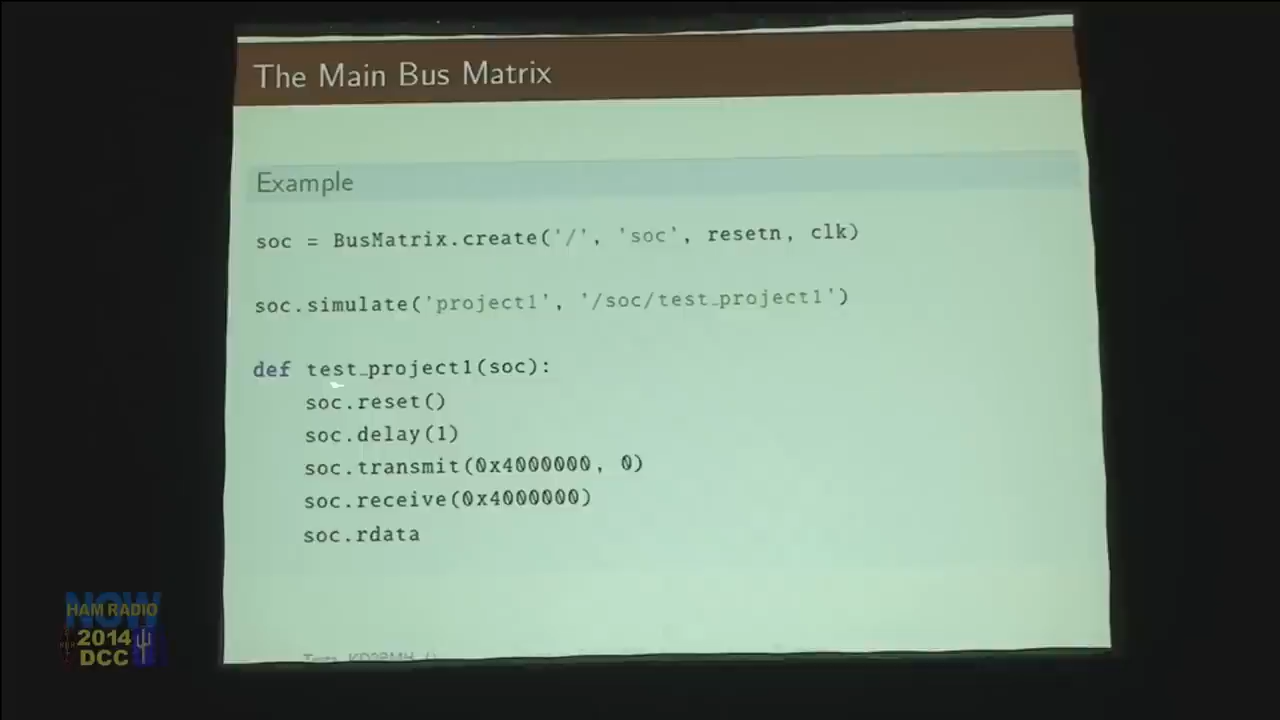 The Main Bus Matrix
Example
soc = BusMatrix.create('/', 'soc', resetn, clk)
soc.simulate('project1', '/soc/test_project1')
def test_project1(soc):
soc.reset()
soc.delay(1)
soc.transmit(0x4000000, 0)
soc.receive(0x4000000)
soc.rdata
NOW
HAM RADIO
2014
DCC